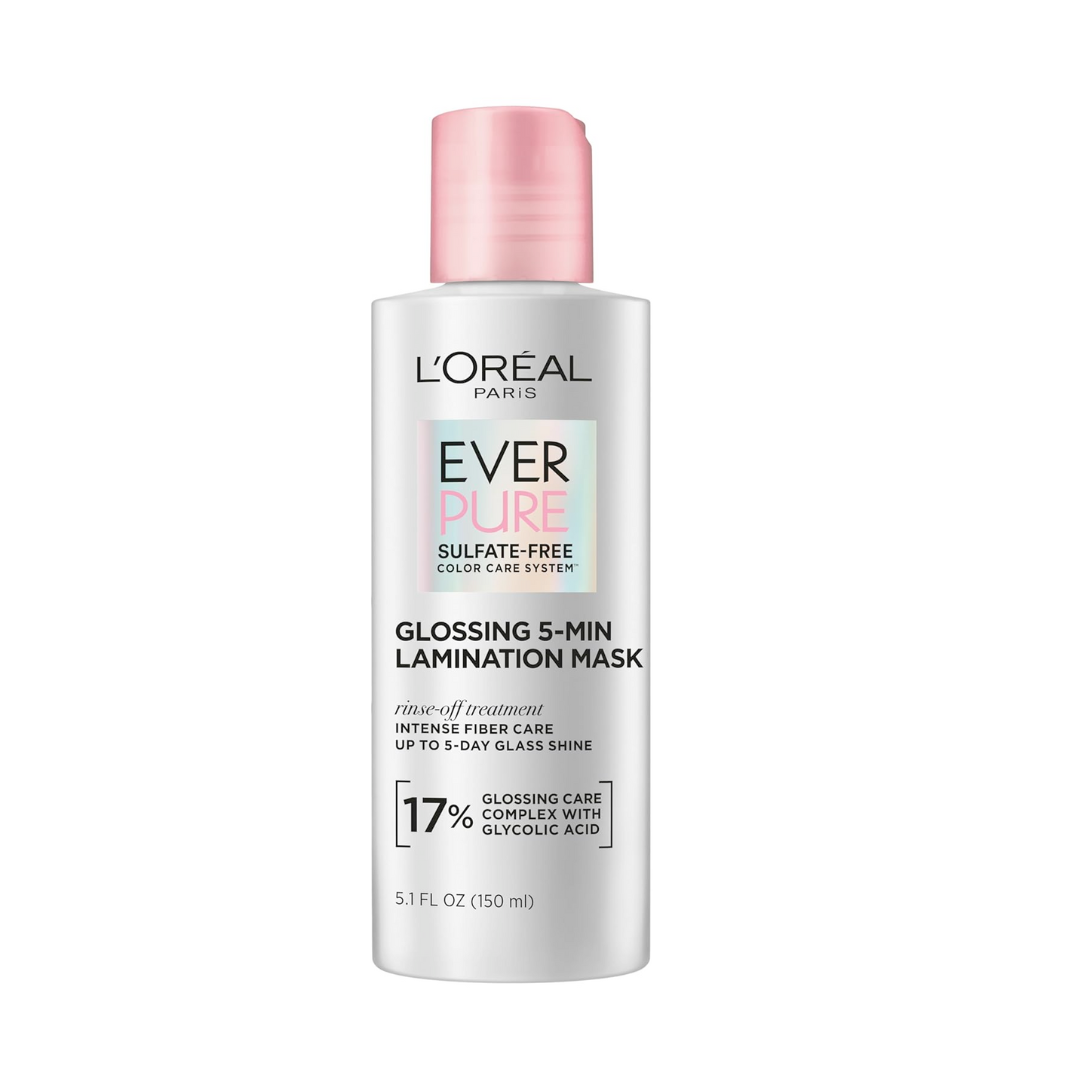 L'ORÉAL
PARiS
EVER
PURE
SULFATE-FREE
COLOR CARE SYSTEM™
GLOSSING 5-MIN
LAMINATION MASK
rinse-off treatment
INTENSE FIBER CARE
UP TO 5-DAY GLASS SHINE
17% GLOSSING CARE
COMPLEX WITH
GLYCOLIC ACID
5.1 FL OZ (150 ml)